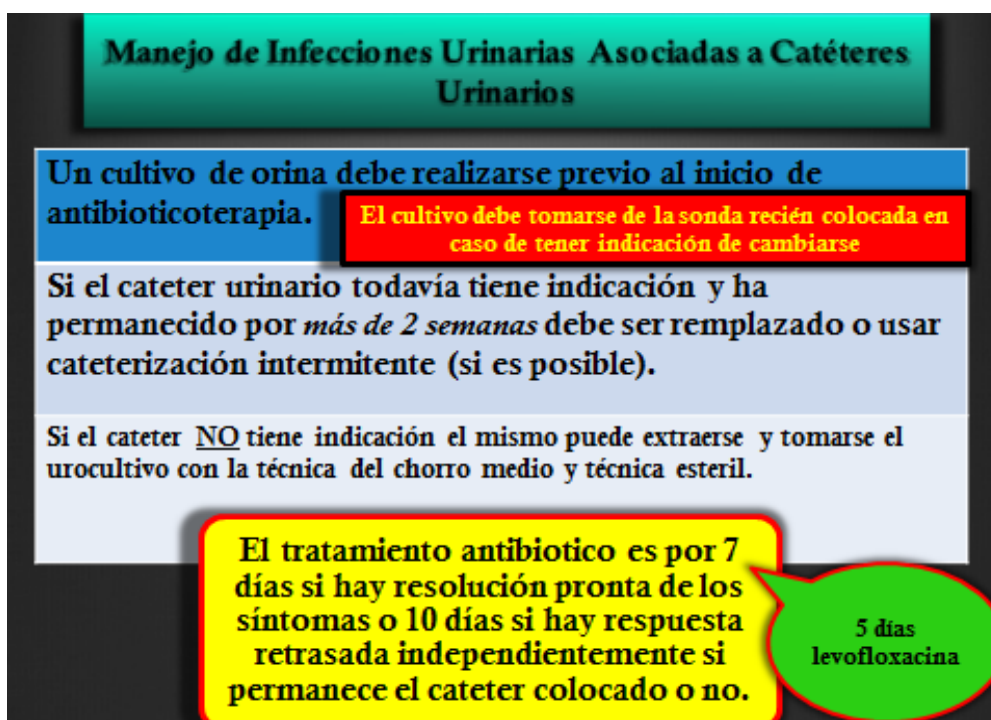 Manejo de Infecciones Urinarias Asociadas a Catéteres
Urinarios
Un cultivo de orina debe realizarse previo al inicio de
antibioticoterapia.
El cultivo debe tomarse de la sonda recién colocada en
caso de tener indicación de cambiarse
Si el cateter urinario todavía tiene indicación y ha
permanecido por más de 2 semanas debe ser remplazado o usar
cateterización intermitente (si es posible).
Si el cateter NO tiene indicación el mismo puede extraerse y tomarse el
urocultivo con la técnica del chorro medio y técnica esteril.
El tratamiento antibiotico es por 7
días si hay resolución pronta de los
síntomas o 10 días si hay respuesta
retrasada independientemente si
permanece el cateter colocado o no.
5 días
levofloxacina